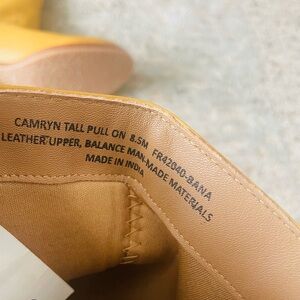 CAMRYN TALL PULL ON 8.5M FR42040-BANA
LEATHER UPPER, BALANCE MAN-MADE MATERIALS
MADE IN INDIA